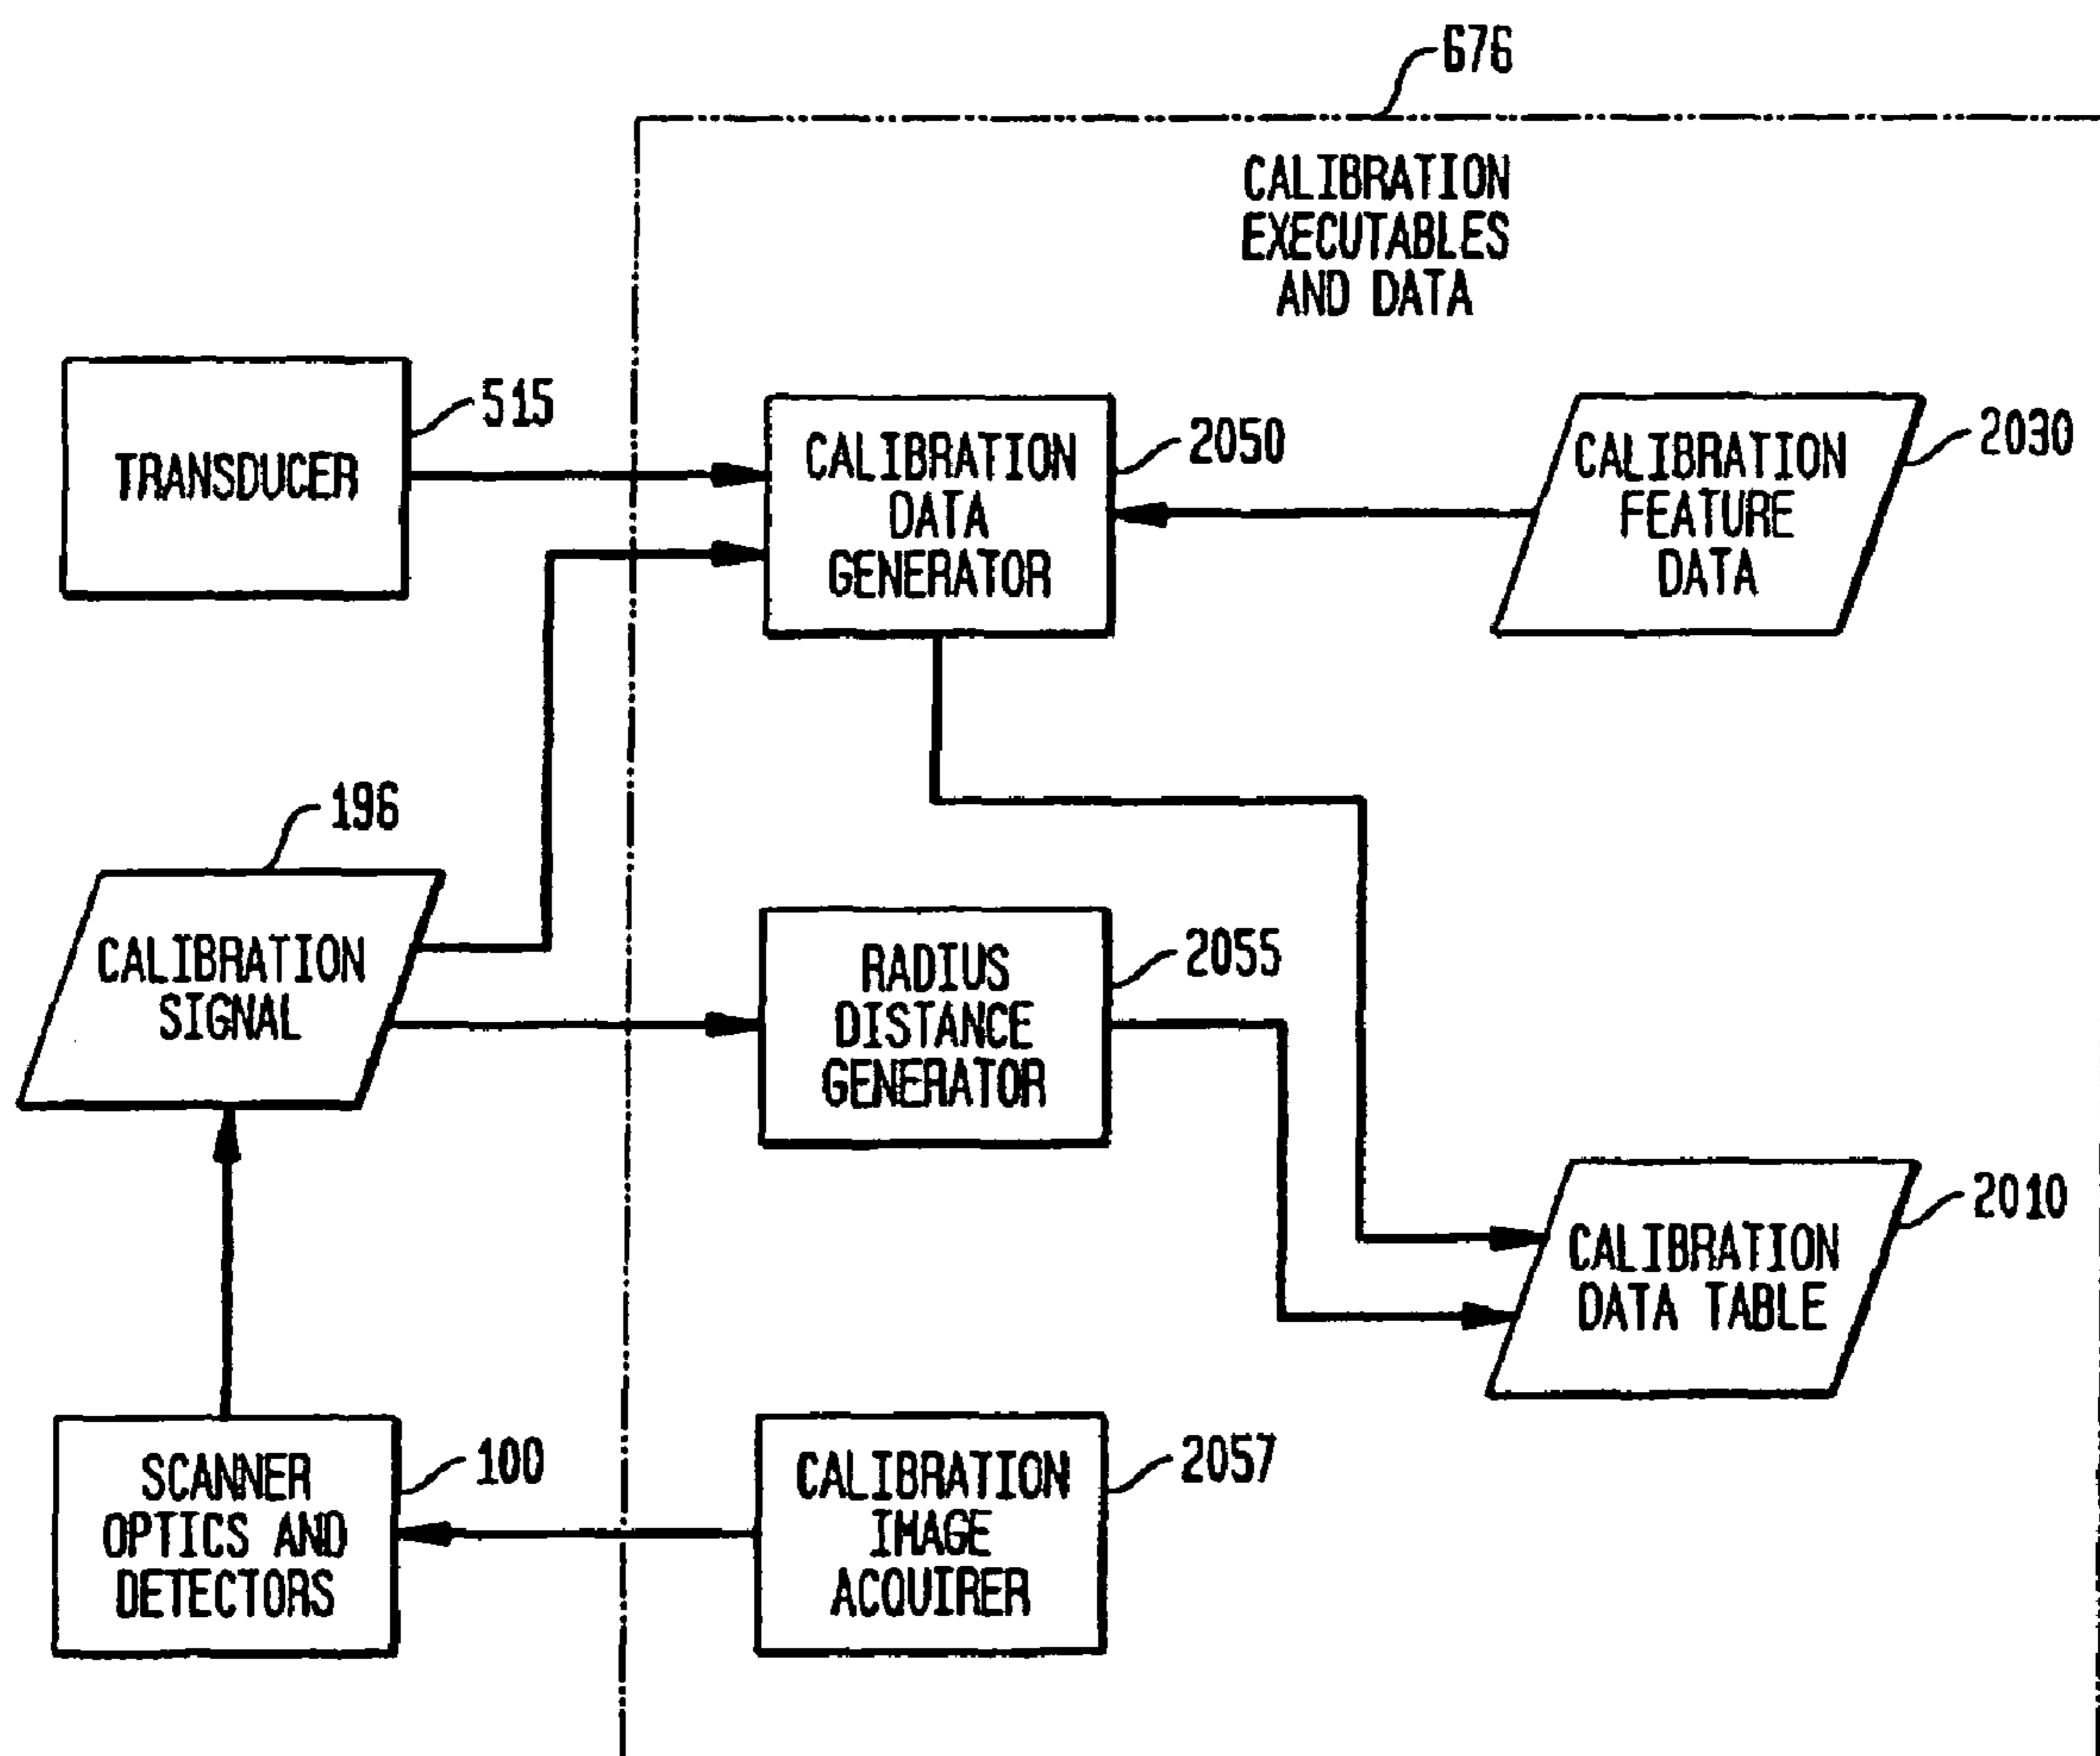 676
CALIBRATION
EXECUTABLES
AND DATA
TRANSDUCER
515
CALIBRATION
DATA
GENERATOR
2050
CALIBRATION
FEATURE
DATA
2030
196
CALIBRATION
SIGNAL
RADIUS
DISTANCE
GENERATOR
2055
CALIBRATION
DATA TABLE
2010
SCANNER
OPTICS AND
DETECTORS
100
CALIBRATION
IMAGE
ACQUIRER
2057